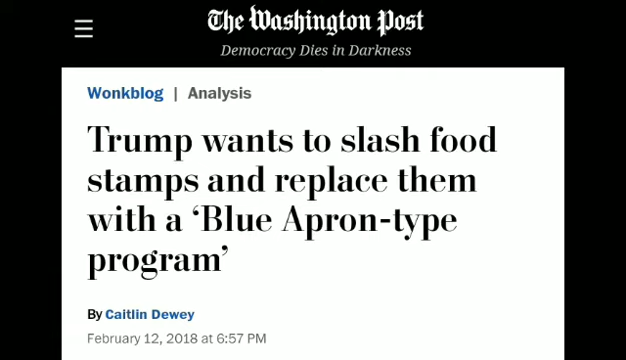 The Washington Post
Democracy Dies in Darkness
Wonkblog | Analysis
Trump wants to slash food
stamps and replace them
with a ‘Blue Apron-type
program’
By Caitlin Dewey
February 12, 2018 at 6:57 PM